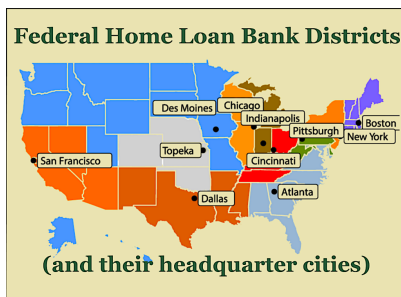 Federal Home Loan Bank Districts
Des Moines
Chicago
Indianapolis
Pittsburgh
Boston
New York
San Francisco
Topeka
Cincinnati
Dallas
Atlanta
(and their headquarter cities)